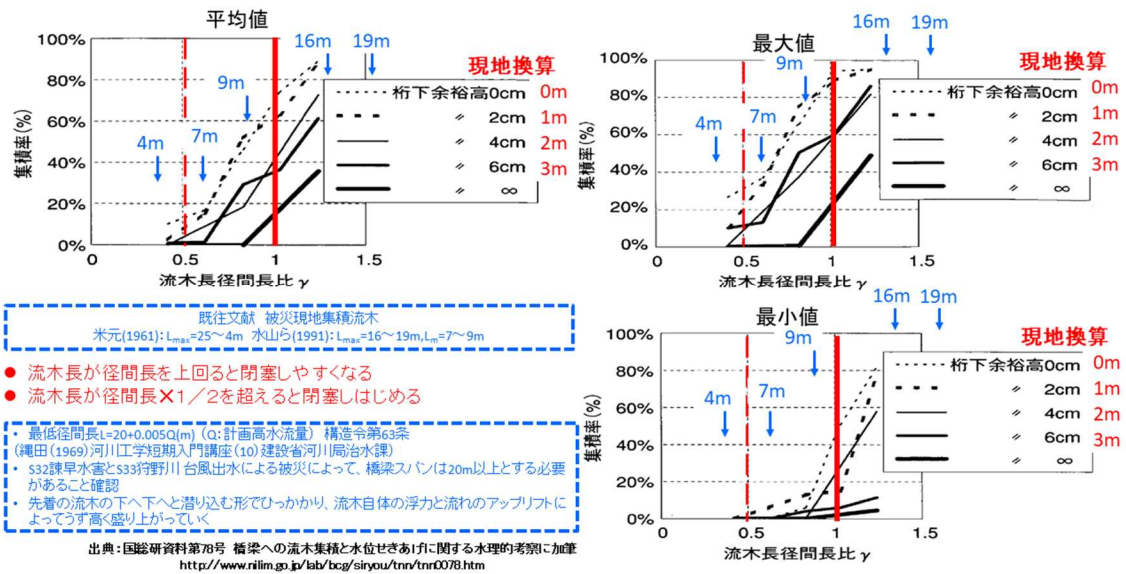 平均値
100%
80%
60%
40%
20%
0%
0
0.5
1
1.5
集積率(%)
流木長径間長比γ
4m
7m
9m
16m
19m
現地換算
桁下余裕高0cm 0m
〃 2cm 1m
〃 4cm 2m
〃 6cm 3m
〃 ∞
最大値
100%
80%
60%
40%
20%
0%
0
0.5
1
1.5
集積率(%)
流木長径間長比γ
4m
7m
9m
16m
19m
現地換算
桁下余裕高0cm 0m
〃 2cm 1m
〃 4cm 2m
〃 6cm 3m
〃 ∞
既往文献 被災現地集積流木
米元(1961):Lmax=25~4m 水山ら(1991):Lmax=16~19m,Lm=7~9m
● 流木長が径間長を上回ると閉塞しやすくなる
● 流木長が径間長×1/2を超えると閉塞しはじめる
• 最低径間長L=20+0.005Q(m) (Q:計画高水流量) 構造令第63条
(縄田(1969)河川工学短期入門講座(10)建設省河川局治水課)
• S32諫早水害とS33狩野川台風出水による被災によって、橋梁スパンは20m以上とする必要
があること確認
• 先着の流木の下へ下へと潜り込む形でひっかかり、流木自体の浮力と流れのアップリフトに
よってうず高く盛り上がっていく
最小値
100%
80%
60%
40%
20%
0%
0
0.5
1
1.5
集積率(%)
流木長径間長比γ
4m
7m
9m
16m
19m
現地換算
桁下余裕高0cm 0m
〃 2cm 1m
〃 4cm 2m
〃 6cm 3m
〃 ∞
出典:国総研資料第78号 橋梁への流木集積と水位せきあげに関する水理的考察に加筆
http://www.nilim.go.jp/lab/bcg/siryou/tnn/tnn0078.htm